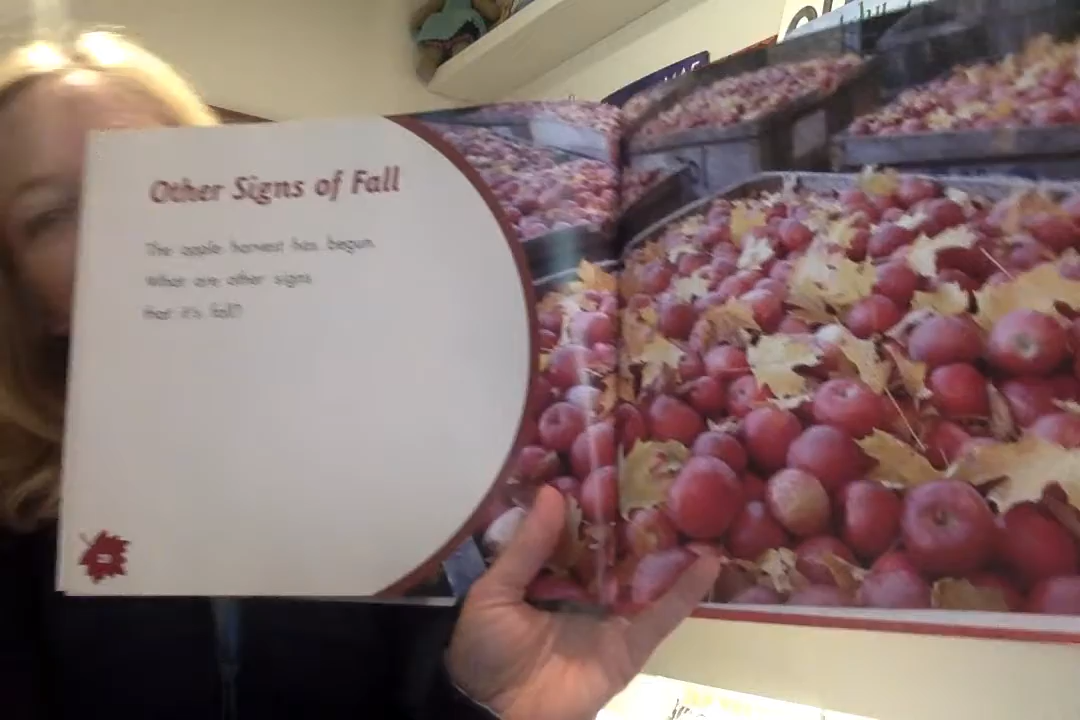 Other Signs of Fall
The apple harvest has begun.
What are other signs
that it's fall?